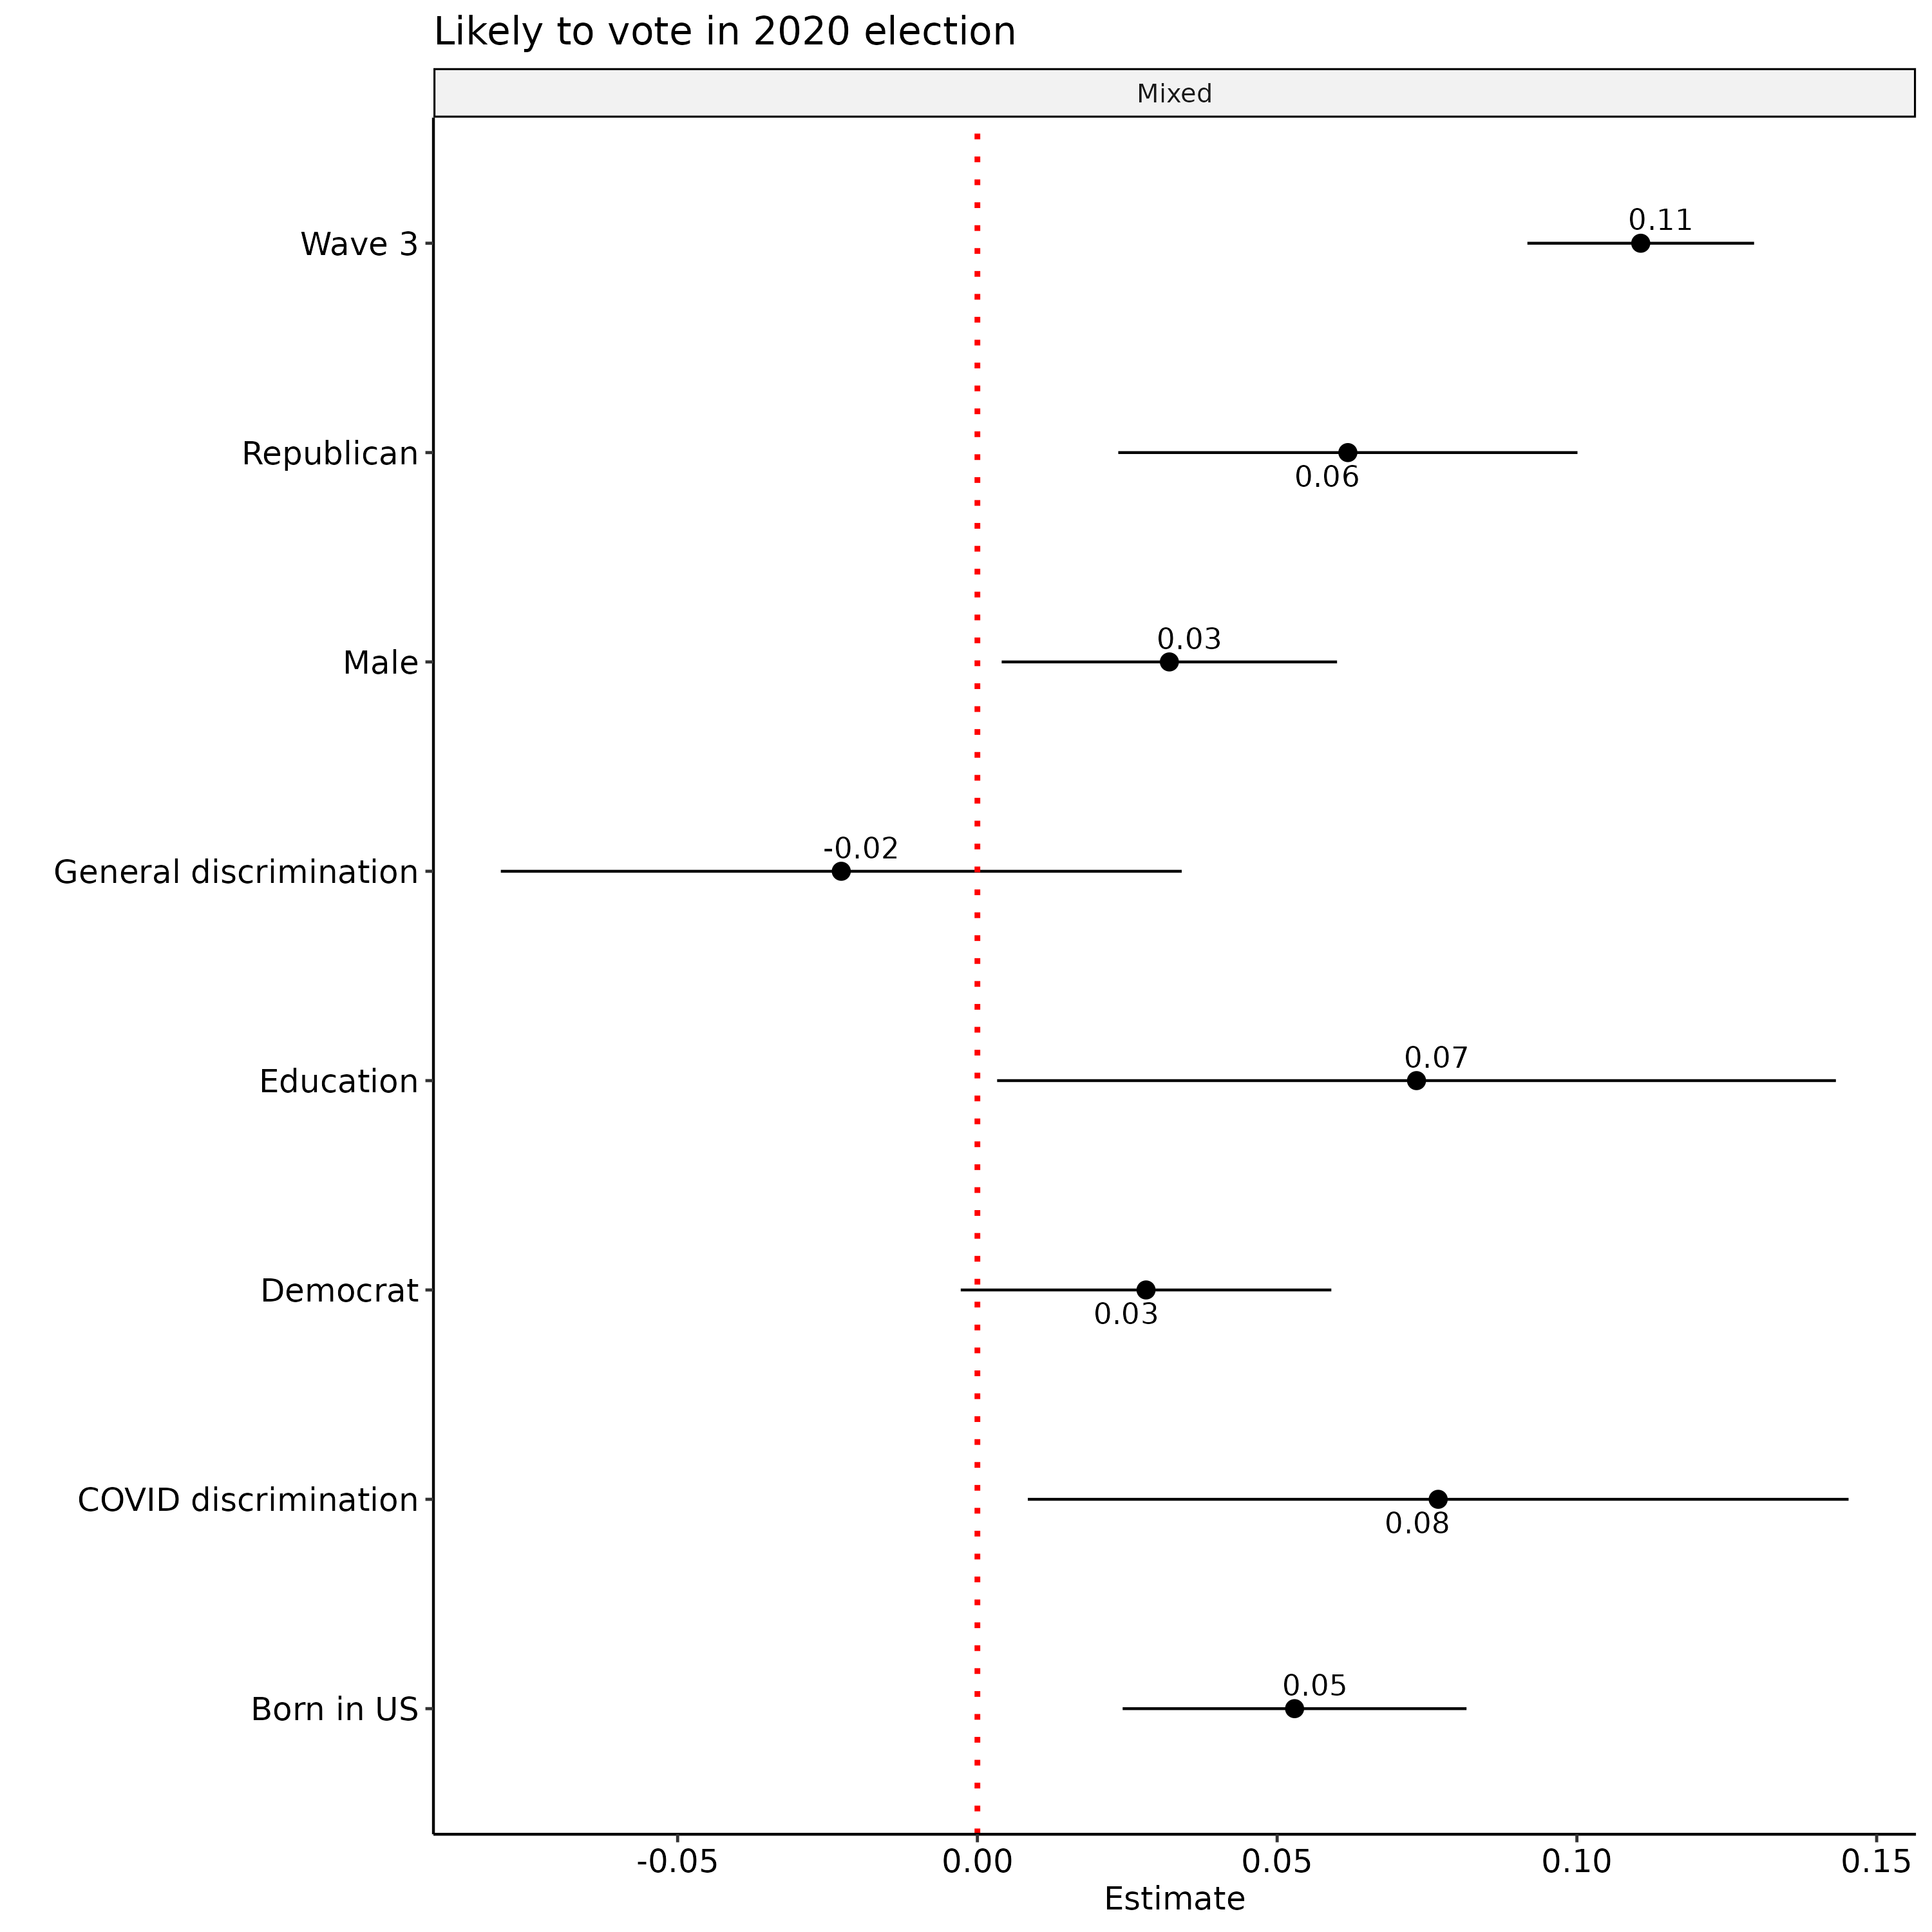 Likely to vote in 2020 election
Mixed
Wave 3
0.11
Republican
0.06
Male
0.03
General discrimination
-0.02
Education
0.07
Democrat
0.03
COVID discrimination
0.08
Born in US
0.05
-0.05 0.00 0.05 0.10 0.15
Estimate